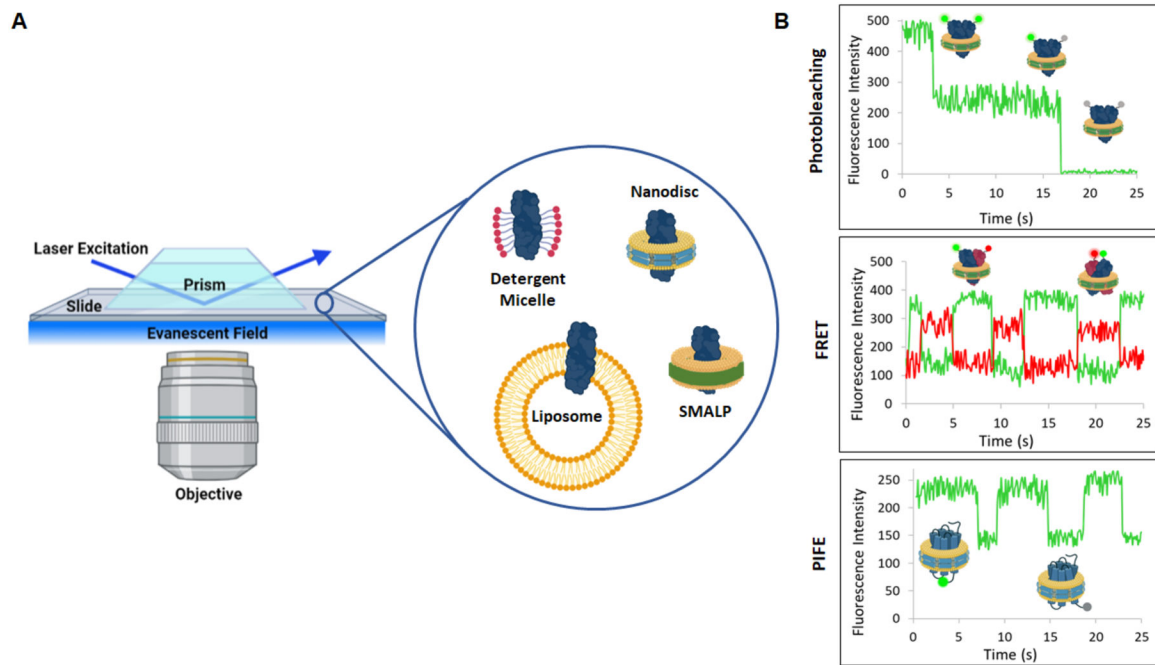 A
Laser Excitation
Prism
Slide
Evanescent Field
Objective
Detergent
Micelle
Nanodisc
Liposome
SMALP
B
Photobleaching
Fluorescence Intensity
500
400
300
200
100
0
0 5 10 15 20 25
Time (s)
FRET
Fluorescence Intensity
500
400
300
200
100
0
0 5 10 15 20 25
Time (s)
PIFE
Fluorescence Intensity
250
200
150
100
50
0
0 5 10 15 20 25
Time (s)